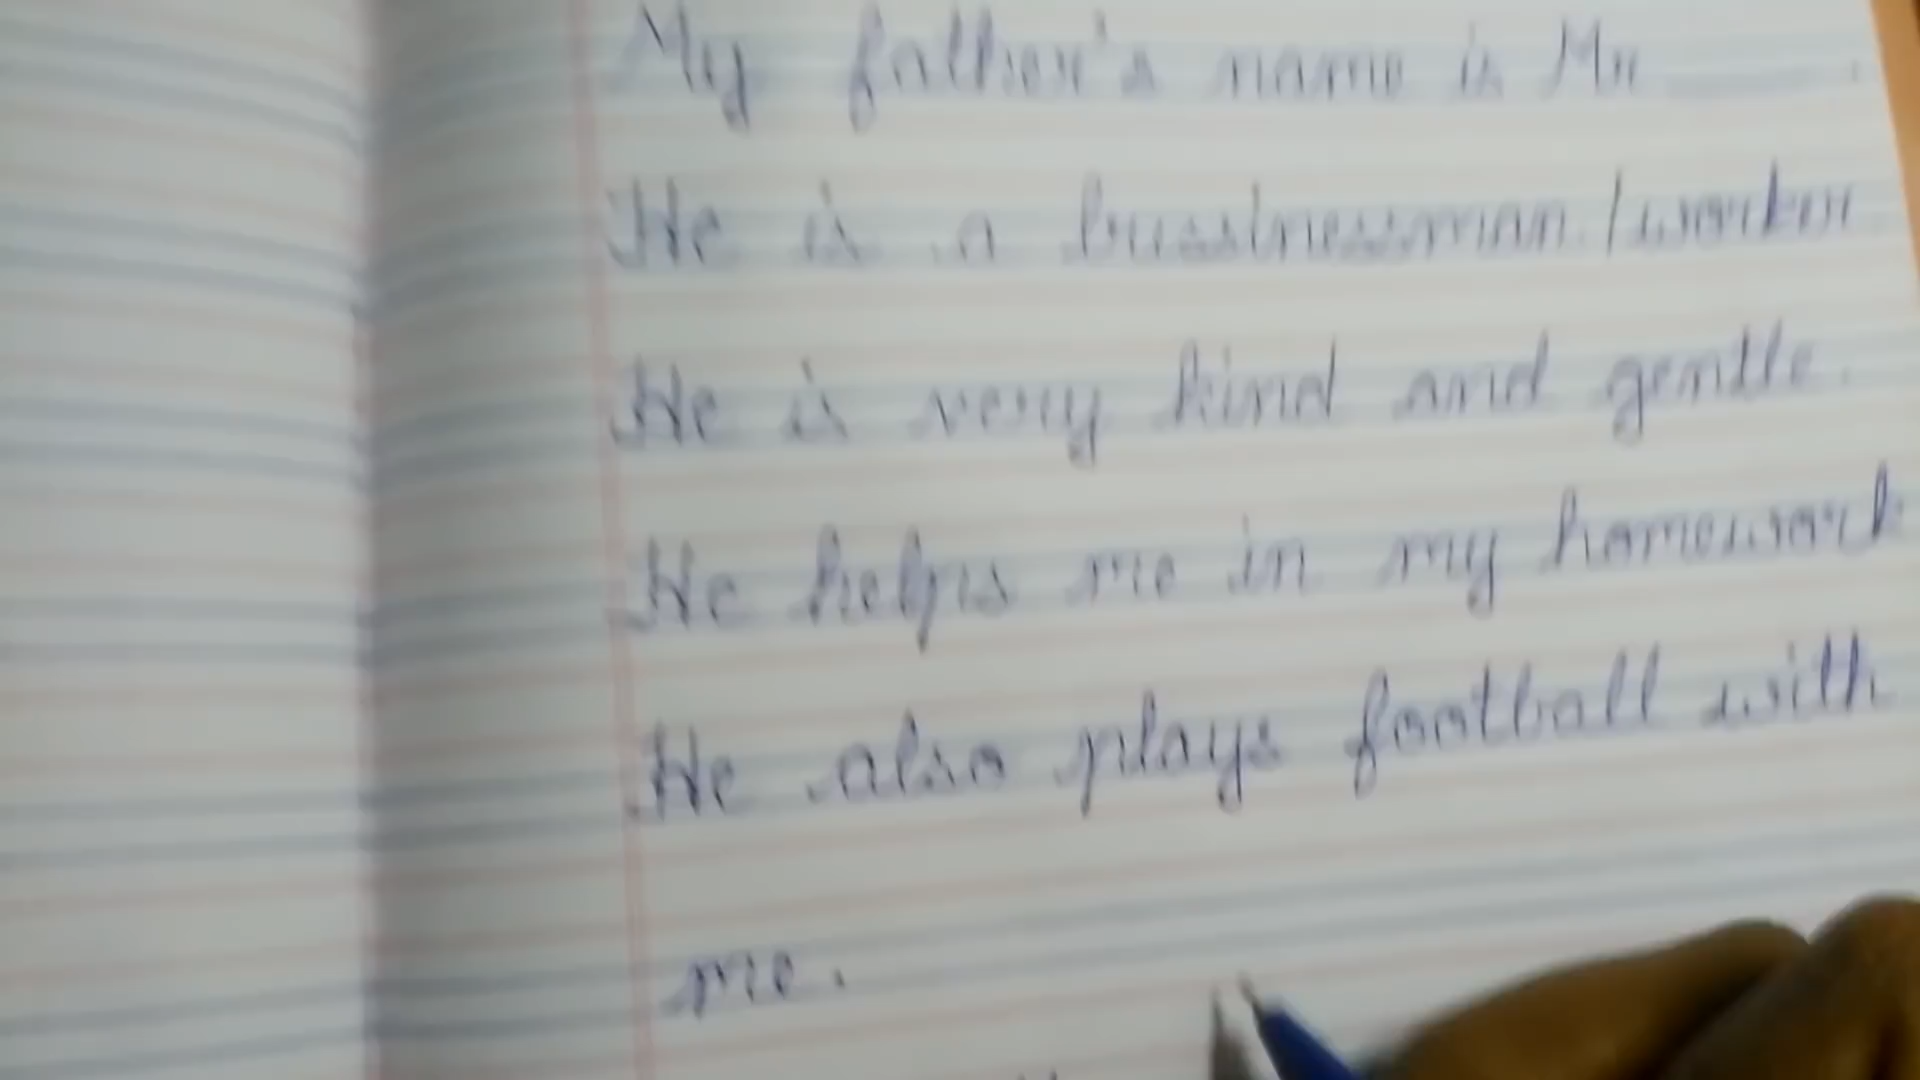 My father's name is Mr ____.
He is a bussinessman/worker
He is very kind and gentle.
He helps me in my homework
He also plays football with
me.